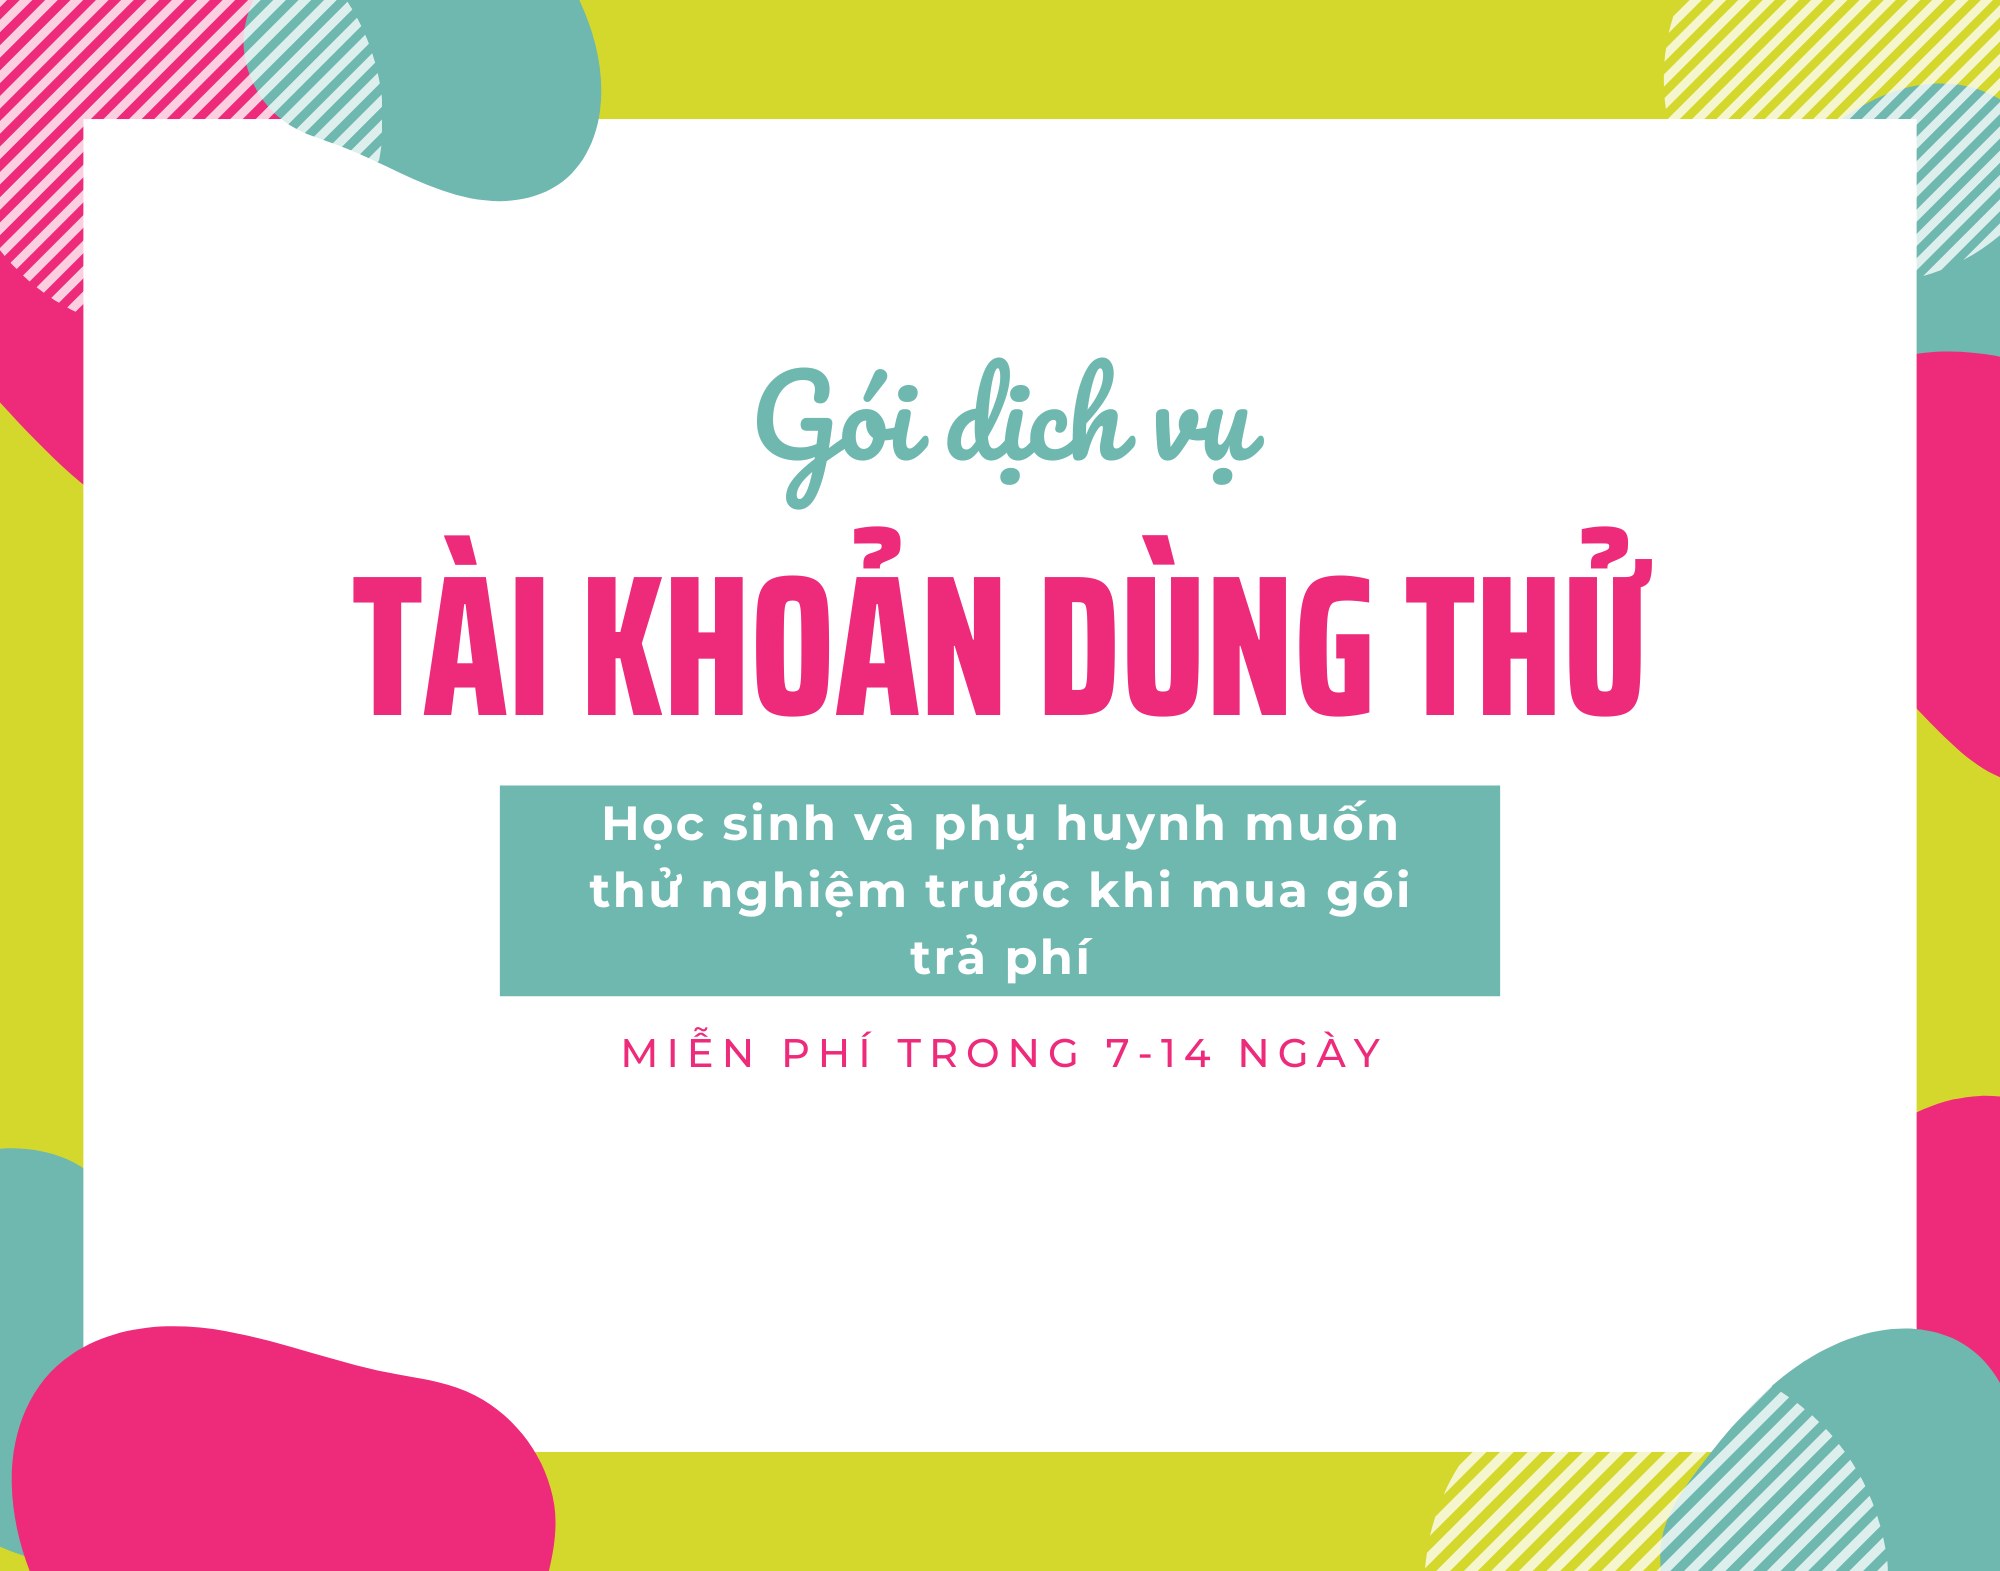 Gói dịch vụ
TÀI KHOẢN DÙNG THỬ
Học sinh và phụ huynh muốn
thử nghiệm trước khi mua gói
trả phí
MIỄN PHÍ TRONG 7-14 NGÀY